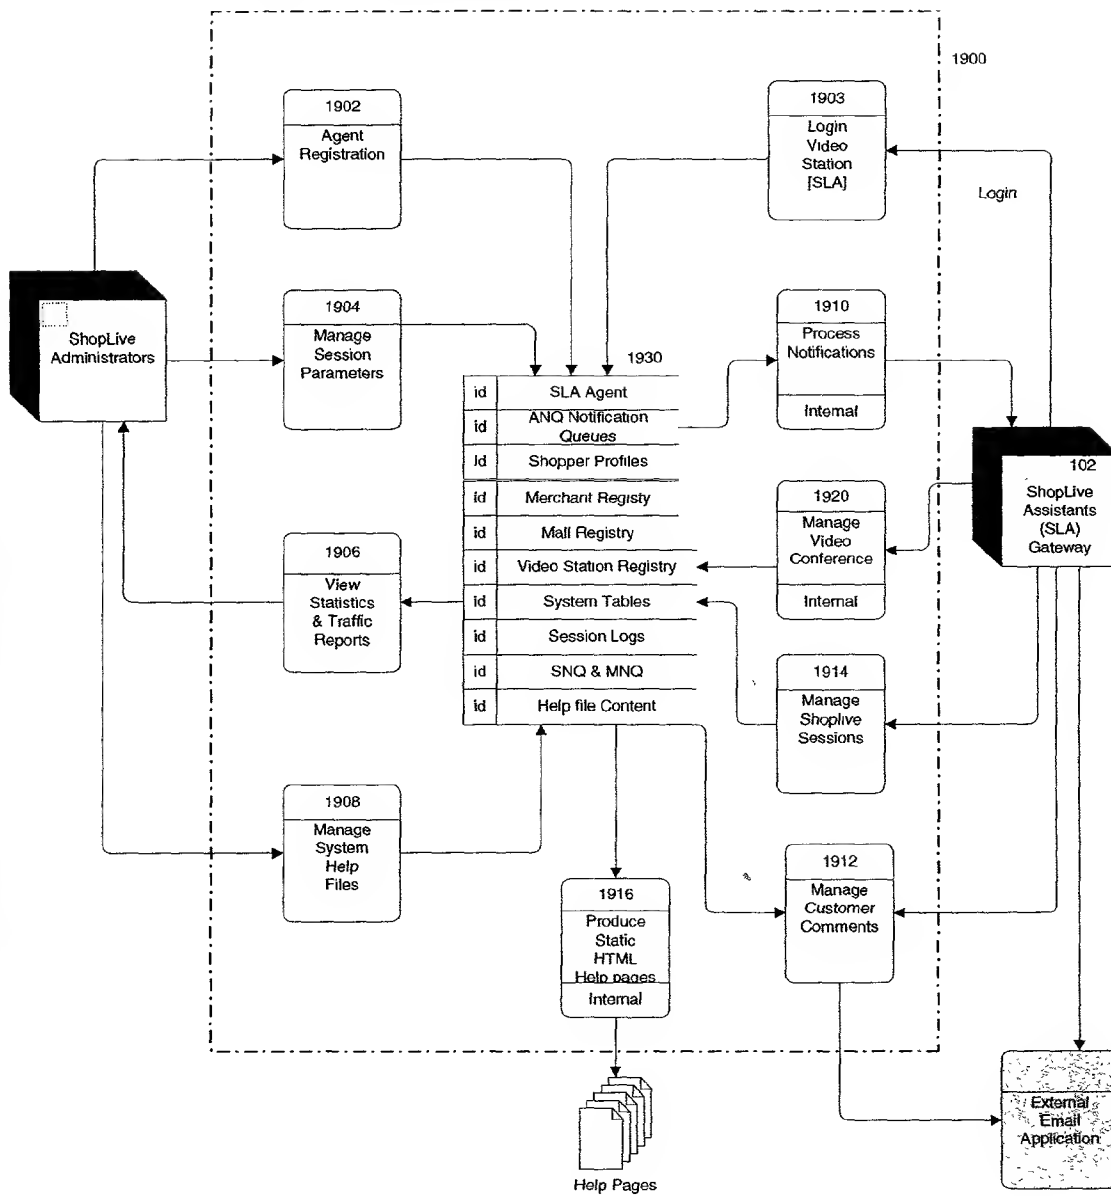 1900
1902
Agent
Registration
1903
Login
Video
Station
[SLA]
Login
ShopLive
Administrators
1904
Manage
Session
Parameters
1910
Process
Notifications
Internal
1930
id SLA Agent
id ANQ Notification
Queues
id Shopper Profiles
id Merchant Registy
id Mall Registry
id Video Station Registry
id System Tables
id Session Logs
id SNQ & MNQ
id Help file Content
102
ShopLive
Assistants
(SLA)
Gateway
1920
Manage
Video
Conference
Internal
1906
View
Statistics
& Traffic
Reports
1914
Manage
Shoplive
Sessions
1908
Manage
System
Help
Files
1912
Manage
Customer
Comments
1916
Produce
Static
HTML
Help pages
Internal
External
Email
Application
Help Pages